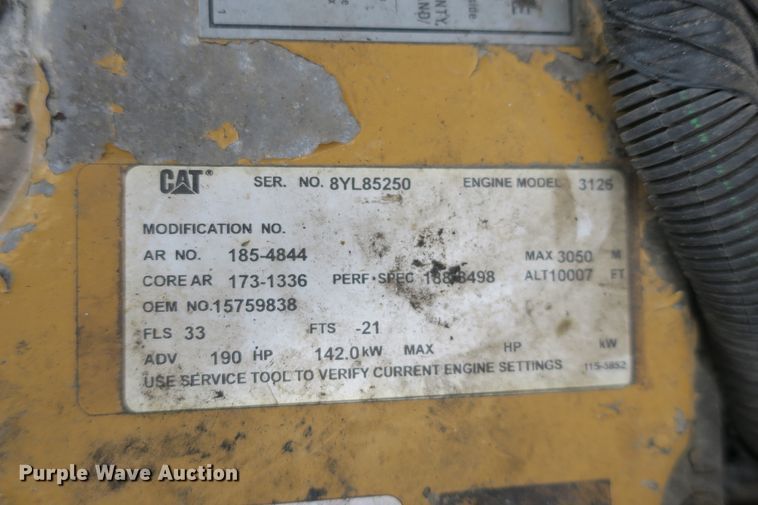 CAT® SER. NO. 8YL85250 ENGINE MODEL 3126
MODIFICATION NO.
AR NO. 185-4844 MAX 3050 M
CORE AR 173-1336 PERF·SPEC ALT 10007 FT
OEM NO. 15759838
FLS 33 FTS -21
ADV 190 HP 142.0 kW MAX HP kW
USE SERVICE TOOL TO VERIFY CURRENT ENGINE SETTINGS 115-5852
Purple Wave Auction